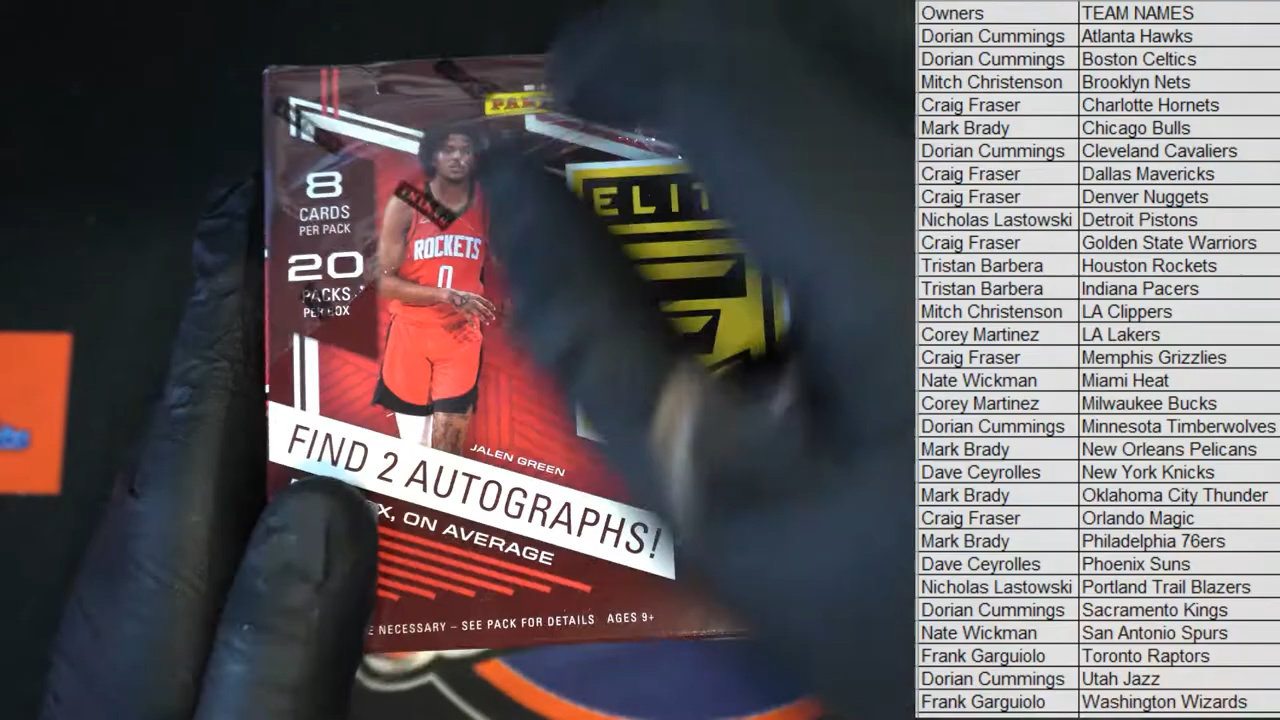 PAN
8
CARDS
PER PACK
20
PACKS
PER BOX
ELIT
ROCKETS
0
JALEN GREEN
FIND 2 AUTOGRAPHS!
X, ON AVERAGE
E NECESSARY – SEE PACK FOR DETAILS AGES 9+
Owners TEAM NAMES
Dorian Cummings Atlanta Hawks
Dorian Cummings Boston Celtics
Mitch Christenson Brooklyn Nets
Craig Fraser Charlotte Hornets
Mark Brady Chicago Bulls
Dorian Cummings Cleveland Cavaliers
Craig Fraser Dallas Mavericks
Craig Fraser Denver Nuggets
Nicholas Lastowski Detroit Pistons
Craig Fraser Golden State Warriors
Tristan Barbera Houston Rockets
Tristan Barbera Indiana Pacers
Mitch Christenson LA Clippers
Corey Martinez LA Lakers
Craig Fraser Memphis Grizzlies
Nate Wickman Miami Heat
Corey Martinez Milwaukee Bucks
Dorian Cummings Minnesota Timberwolves
Mark Brady New Orleans Pelicans
Dave Ceyrolles New York Knicks
Mark Brady Oklahoma City Thunder
Craig Fraser Orlando Magic
Mark Brady Philadelphia 76ers
Dave Ceyrolles Phoenix Suns
Nicholas Lastowski Portland Trail Blazers
Dorian Cummings Sacramento Kings
Nate Wickman San Antonio Spurs
Frank Garguiolo Toronto Raptors
Dorian Cummings Utah Jazz
Frank Garguiolo Washington Wizards